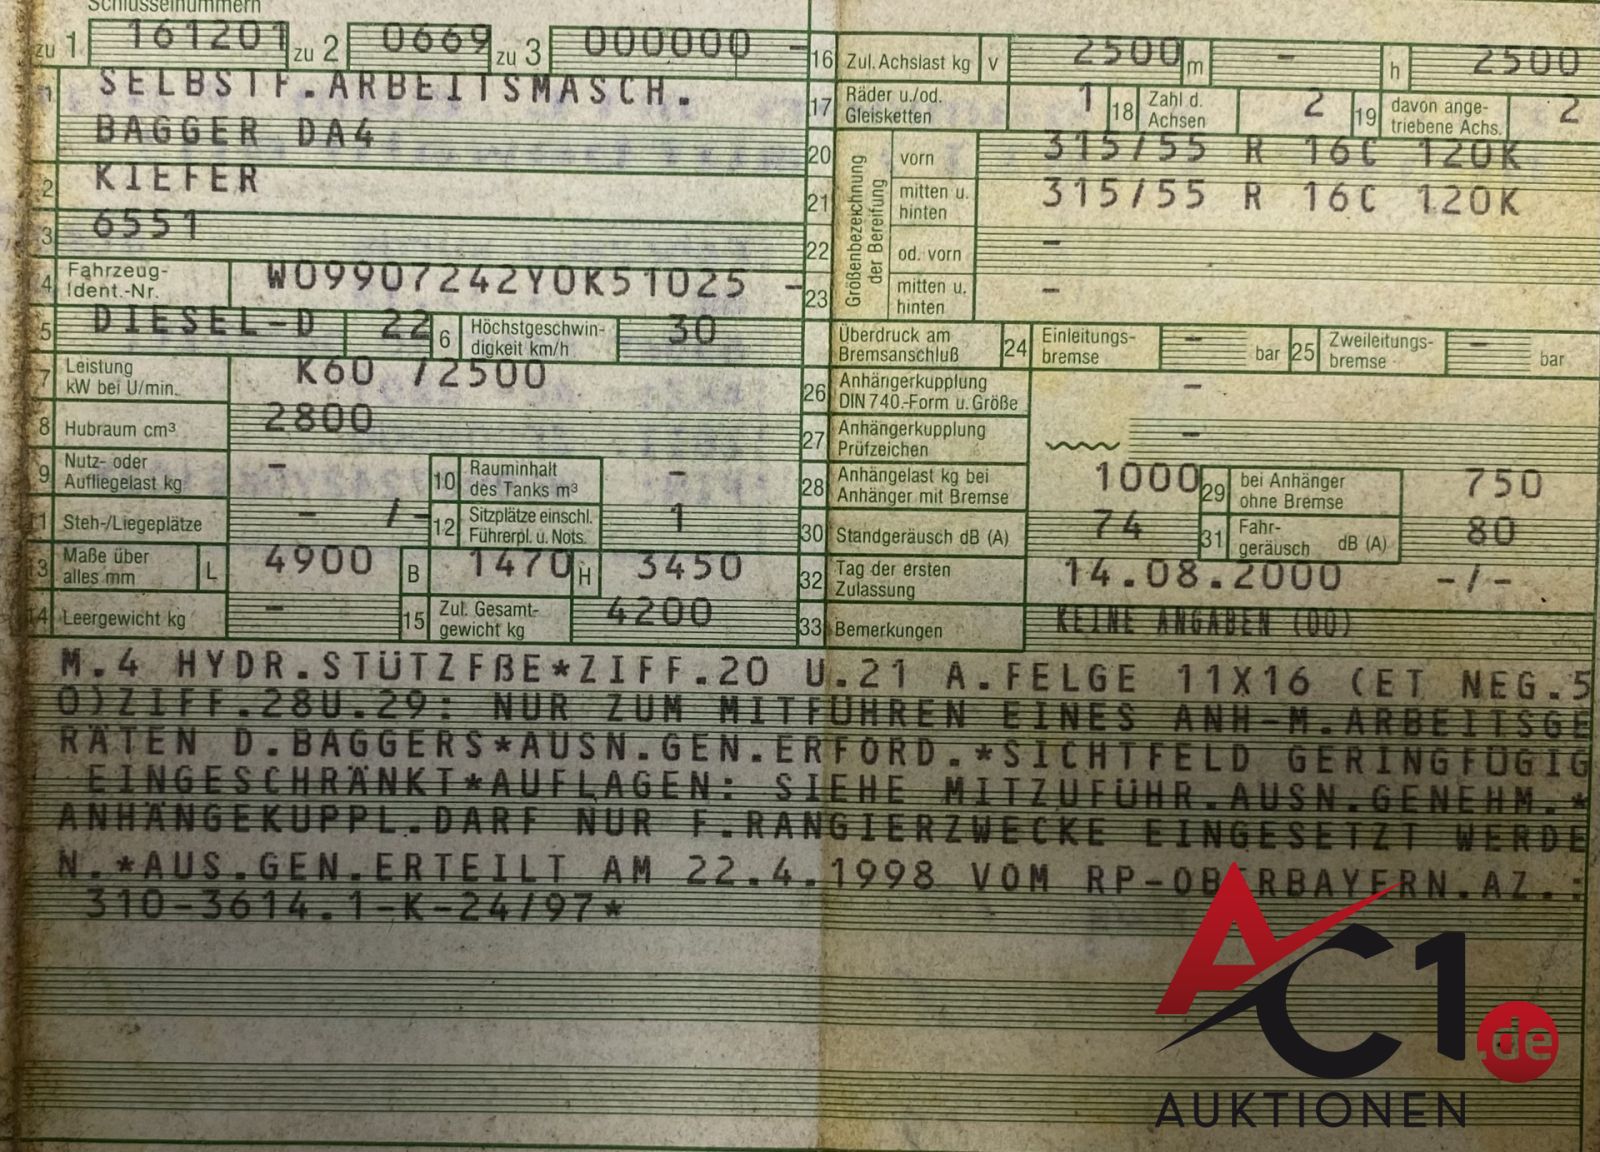 Schlüsselnummern
zu 1 161201 zu 2 0669 zu 3 000000 -
1 SELBSTF.ARBEITSMASCH.
BAGGER DA4
2 KIEFER
3 6551
4 Fahrzeug-Ident.-Nr. W09907242Y0K51025 -
5 DIESEL-D 22 6 Höchstgeschwindigkeit km/h 30
7 Leistung kW bei U/min. K60 /2500
8 Hubraum cm³ 2800
9 Nutz- oder Aufliegelast kg - 10 Rauminhalt des Tanks m³ -
11 Steh-/Liegeplätze - /- 12 Sitzplätze einschl. Führerpl. u. Nots. 1
13 Maße über alles mm L 4900 B 1470 H 3450
14 Leergewicht kg - 15 Zul. Gesamtgewicht kg 4200
16 Zul. Achslast kg v 2500 m - h 2500
17 Räder u./od. Gleisketten 1 18 Zahl d. Achsen 2 19 davon angetriebene Achs. 2
Größenbezeichnung der Bereifung
20 vorn 315/55 R 16C 120K
21 mitten u. hinten 315/55 R 16C 120K
22 od. vorn -
23 mitten u. hinten -
Überdruck am Bremsanschluß 24 Einleitungsbremse - bar 25 Zweileitungsbremse - bar
26 Anhängerkupplung DIN 740.-Form u. Größe -
27 Anhängerkupplung Prüfzeichen -
28 Anhängelast kg bei Anhänger mit Bremse 1000 29 bei Anhänger ohne Bremse 750
30 Standgeräusch dB (A) 74 31 Fahrgeräusch dB (A) 80
32 Tag der ersten Zulassung 14.08.2000 -/-
33 Bemerkungen KEINE ANGABEN (00)
M.4 HYDR.STÜTZFßE*ZIFF.20 U.21 A.FELGE 11X16 (ET NEG.5
0)ZIFF.28U.29: NUR ZUM MITFÜHREN EINES ANH-M.ARBEITSGE
RÄTEN D.BAGGERS*AUSN.GEN.ERFORD.*SICHTFELD GERINGFÜGIG
EINGESCHRÄNKT*AUFLAGEN: SIEHE MITZUFÜHR.AUSN.GENEHM.*
ANHÄNGEKUPPL.DARF NUR F.RANGIERZWECKE EINGESETZT WERDE
N.*AUS.GEN.ERTEILT AM 22.4.1998 VOM RP-OBERBAYERN.AZ.:
310-3614.1-K-24/97*
AC1.de
AUKTIONEN